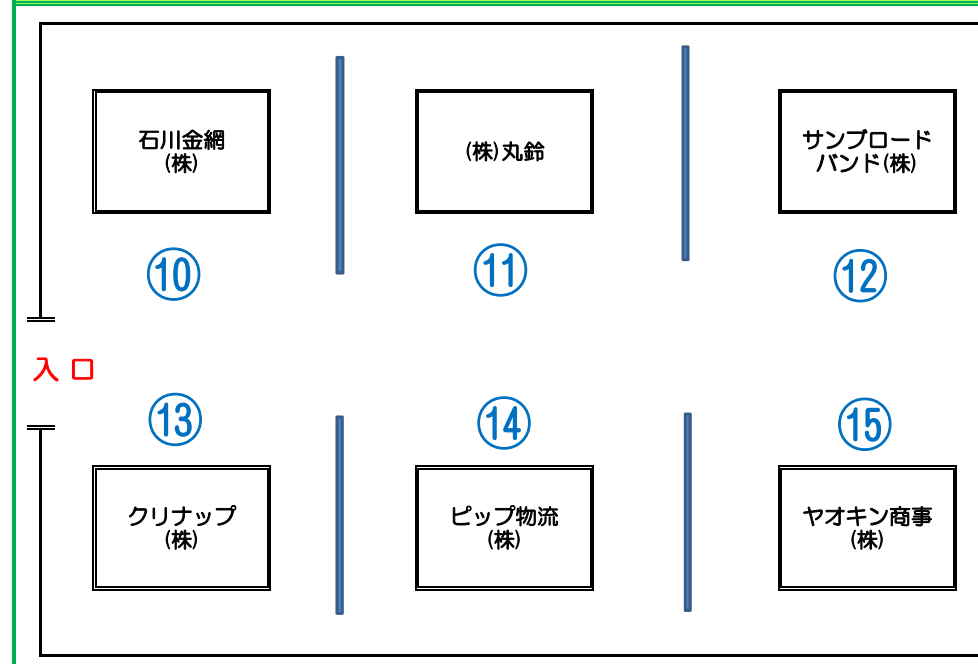 石川金網
(株)
(株)丸鈴
サンブロード
バンド(株)
⑩
⑪
⑫
入口
⑬
⑭
⑮
クリナップ
(株)
ピップ物流
(株)
ヤオキン商事
(株)